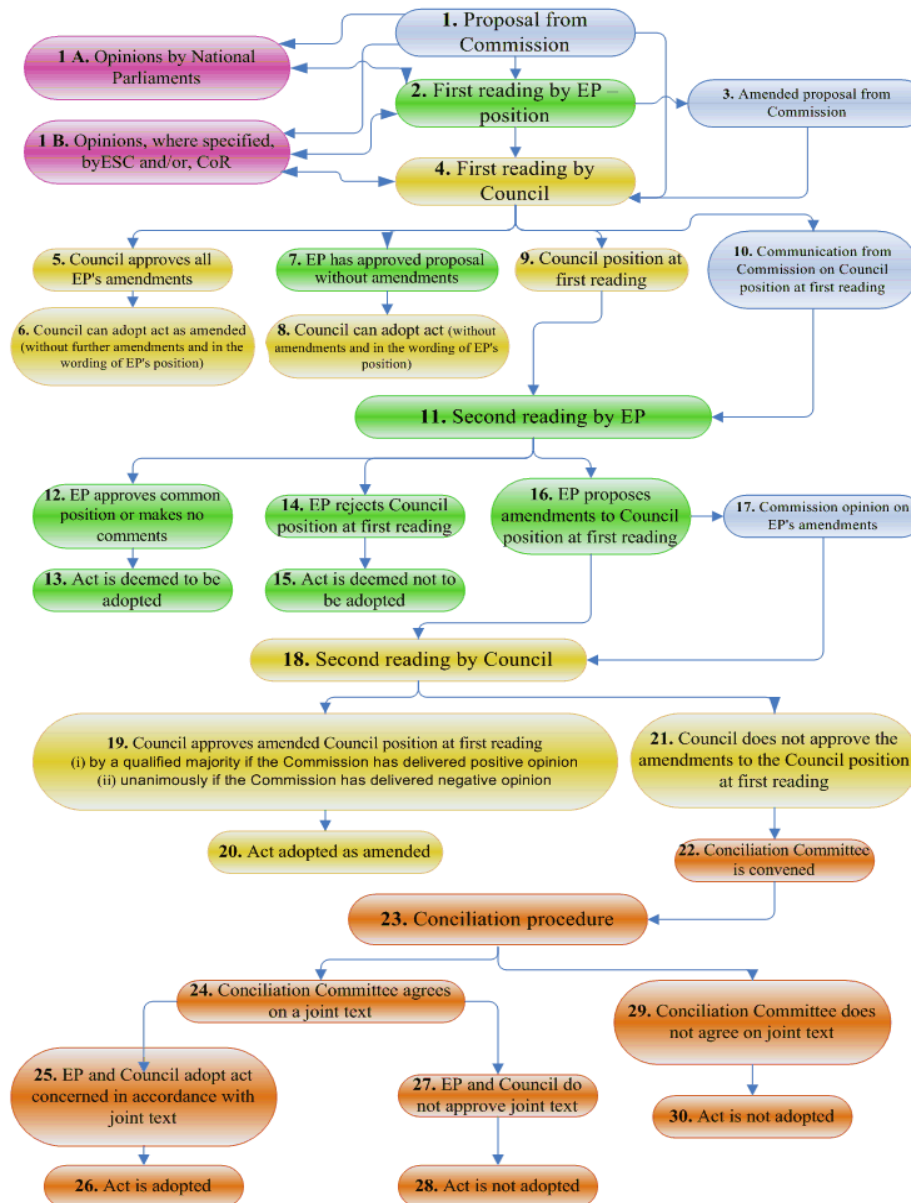 1. Proposal from
Commission
1 A. Opinions by National
Parliaments
2. First reading by EP –
position
3. Amended proposal from
Commission
1 B. Opinions, where specified,
byESC and/or, CoR
4. First reading by
Council
5. Council approves all
EP's amendments
7. EP has approved proposal
without amendments
9. Council position at
first reading
10. Communication from
Commission on Council
position at first reading
6. Council can adopt act as amended
(without further amendments and in the
wording of EP's position)
8. Council can adopt act (without
amendments and in the wording of EP's
position)
11. Second reading by EP
12. EP approves common
position or makes no
comments
14. EP rejects Council
position at first reading
16. EP proposes
amendments to Council
position at first reading
17. Commission opinion on
EP's amendments
13. Act is deemed to be
adopted
15. Act is deemed not to
be adopted
18. Second reading by Council
19. Council approves amended Council position at first reading
(i) by a qualified majority if the Commission has delivered positive opinion
(ii) unanimously if the Commission has delivered negative opinion
21. Council does not approve the
amendments to the Council position
at first reading
20. Act adopted as amended
22. Conciliation Committee
is convened
23. Conciliation procedure
24. Conciliation Committee agrees
on a joint text
29. Conciliation Committee does
not agree on joint text
25. EP and Council adopt act
concerned in accordance with
joint text
27. EP and Council do
not approve joint text
30. Act is not adopted
26. Act is adopted
28. Act is not adopted